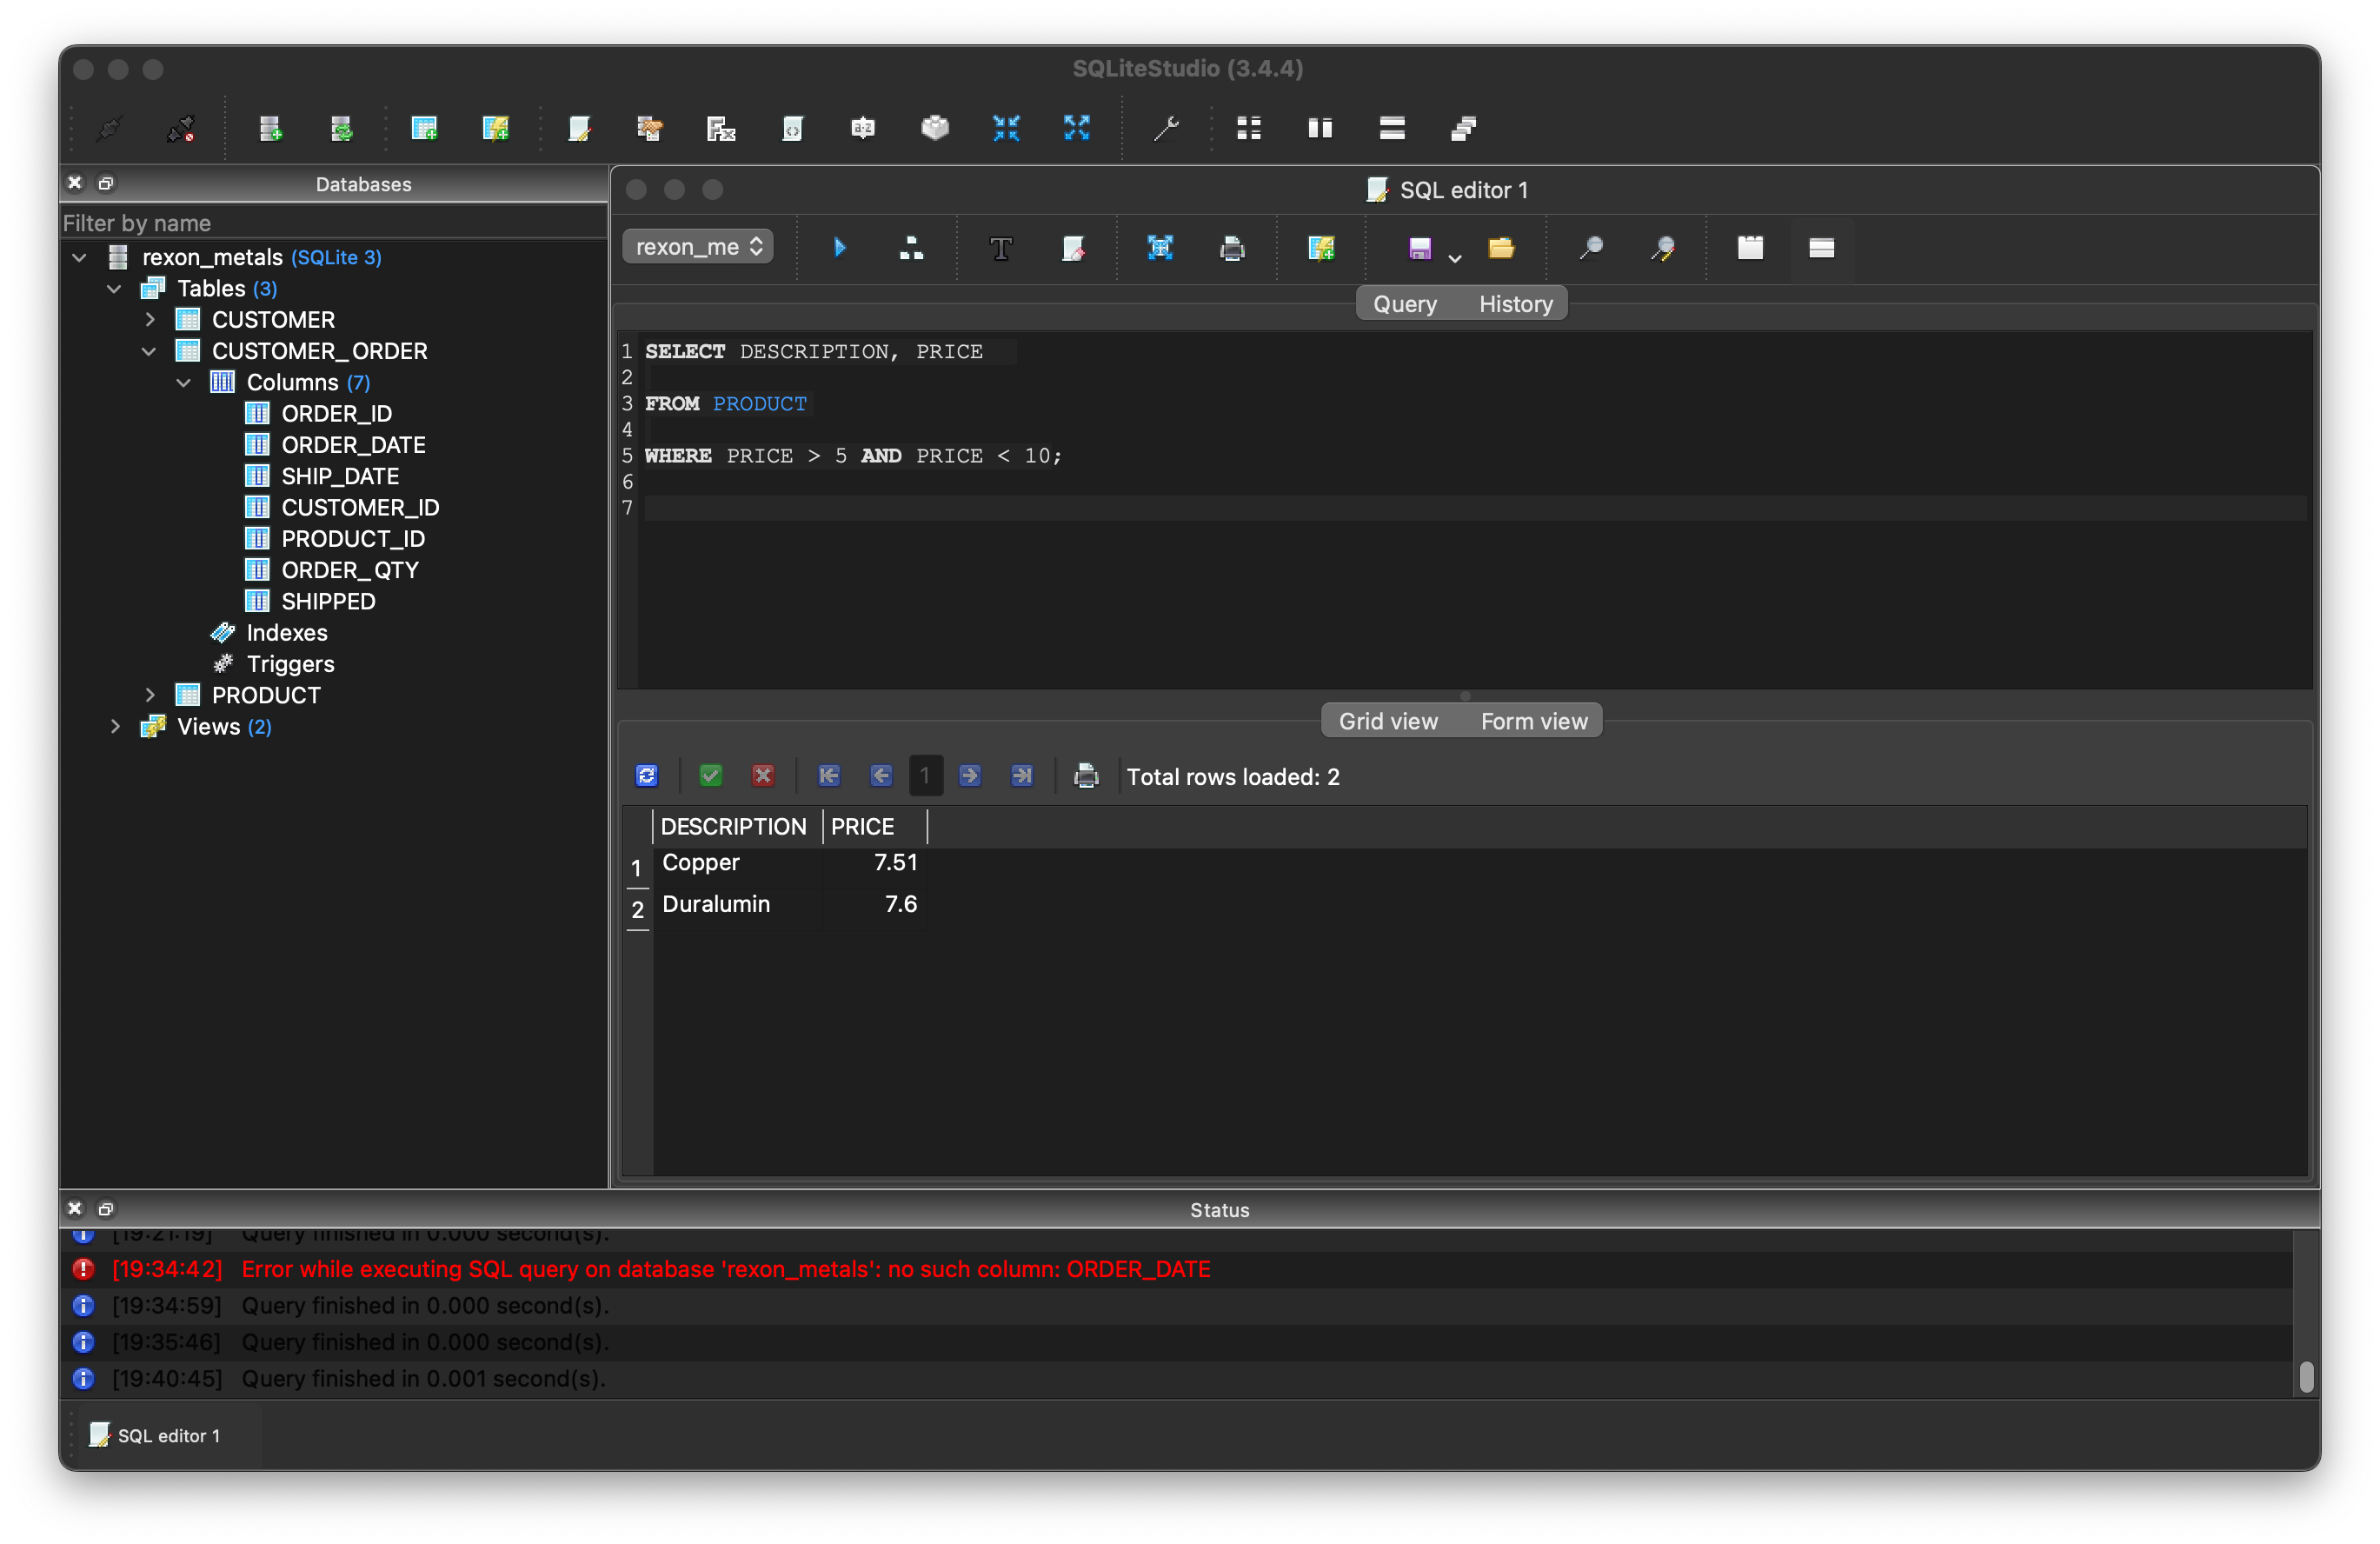 SQLiteStudio (3.4.4)
Databases
Filter by name
rexon_metals (SQLite 3)
Tables (3)
CUSTOMER
CUSTOMER_ORDER
Columns (7)
ORDER_ID
ORDER_DATE
SHIP_DATE
CUSTOMER_ID
PRODUCT_ID
ORDER_QTY
SHIPPED
Indexes
Triggers
PRODUCT
Views (2)
SQL editor 1
rexon_me
Query History
1 SELECT DESCRIPTION, PRICE
2
3 FROM PRODUCT
4
5 WHERE PRICE > 5 AND PRICE < 10;
6
7
Grid view Form view
1 Total rows loaded: 2
DESCRIPTION PRICE
1 Copper 7.51
2 Duralumin 7.6
Status
[19:21:19] Query finished in 0.000 second(s).
[19:34:42] Error while executing SQL query on database 'rexon_metals': no such column: ORDER_DATE
[19:34:59] Query finished in 0.000 second(s).
[19:35:46] Query finished in 0.000 second(s).
[19:40:45] Query finished in 0.001 second(s).
SQL editor 1